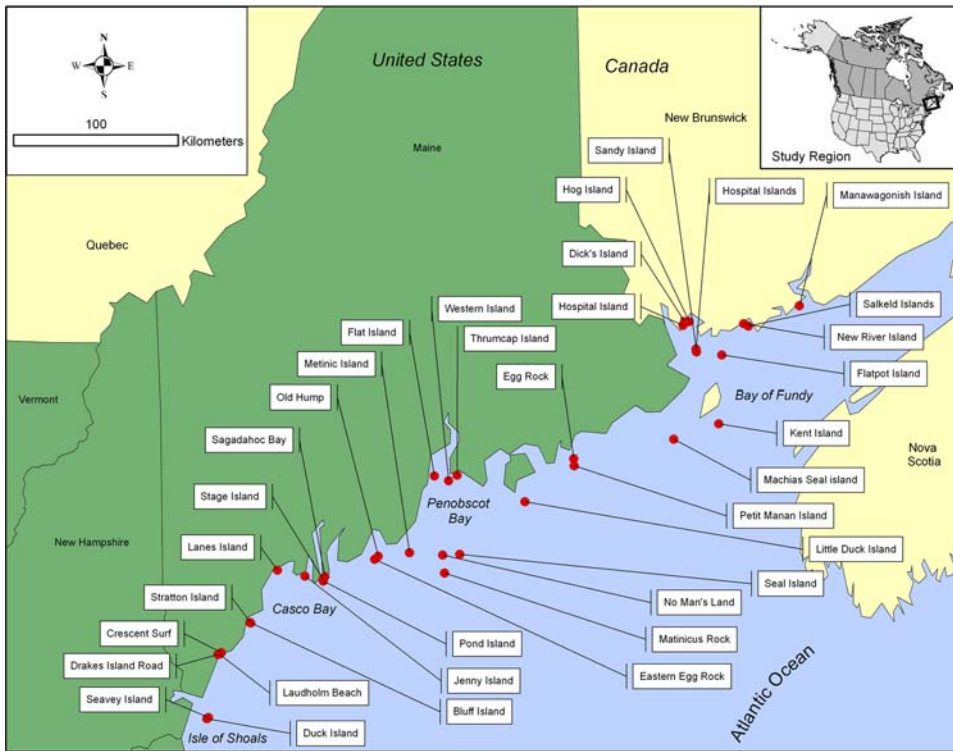 N
W E
S
100
Kilometers
United States
Canada
New Brunswick
Study Region
Maine
Quebec
Vermont
New Hampshire
Nova
Scotia
Sandy Island
Hog Island
Hospital Islands
Manawagonish Island
Dick's Island
Hospital Island
Salkeld Islands
New River Island
Flatpot Island
Bay of Fundy
Kent Island
Machias Seal island
Western Island
Flat Island
Thrumcap Island
Metinic Island
Egg Rock
Old Hump
Sagadahoc Bay
Stage Island
Petit Manan Island
Penobscot
Bay
Little Duck Island
Lanes Island
Seal Island
Stratton Island
Casco Bay
No Man's Land
Crescent Surf
Pond Island
Matinicus Rock
Drakes Island Road
Laudholm Beach
Jenny Island
Eastern Egg Rock
Seavey Island
Bluff Island
Duck Island
Isle of Shoals
Atlantic Ocean